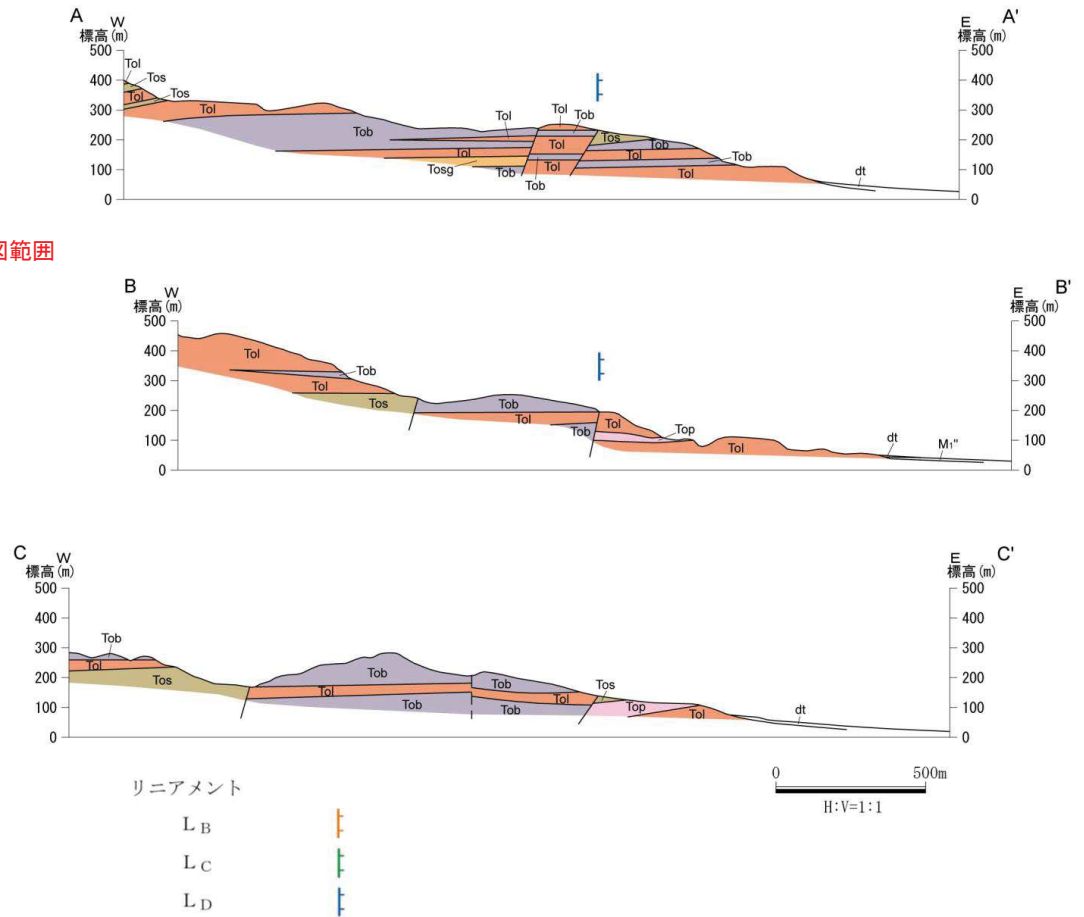 A W E A'
標高(m) 標高(m)
500 500
400 400
300 300
200 200
100 100
0 0
Tol
Tos
Tol
Tos
Tol
Tob
Tol
Tol
Tosg
Tob
Tol
Tob
Tol
Tob
Tol
Tos
Tob
Tol
Tob
Tol
dt
図範囲
B W E B'
標高(m) 標高(m)
500 500
400 400
300 300
200 200
100 100
0 0
Tol
Tob
Tol
Tos
Tob
Tol
Tob
Tol
Top
Tol
dt
M₁''
C W E C'
標高(m) 標高(m)
500 500
400 400
300 300
200 200
100 100
0 0
Tob
Tol
Tos
Tob
Tol
Tob
Tob
Tol
Tob
Tos
Top
Tol
dt
0 500m
H:V=1:1
リニアメント
L B
L C
L D